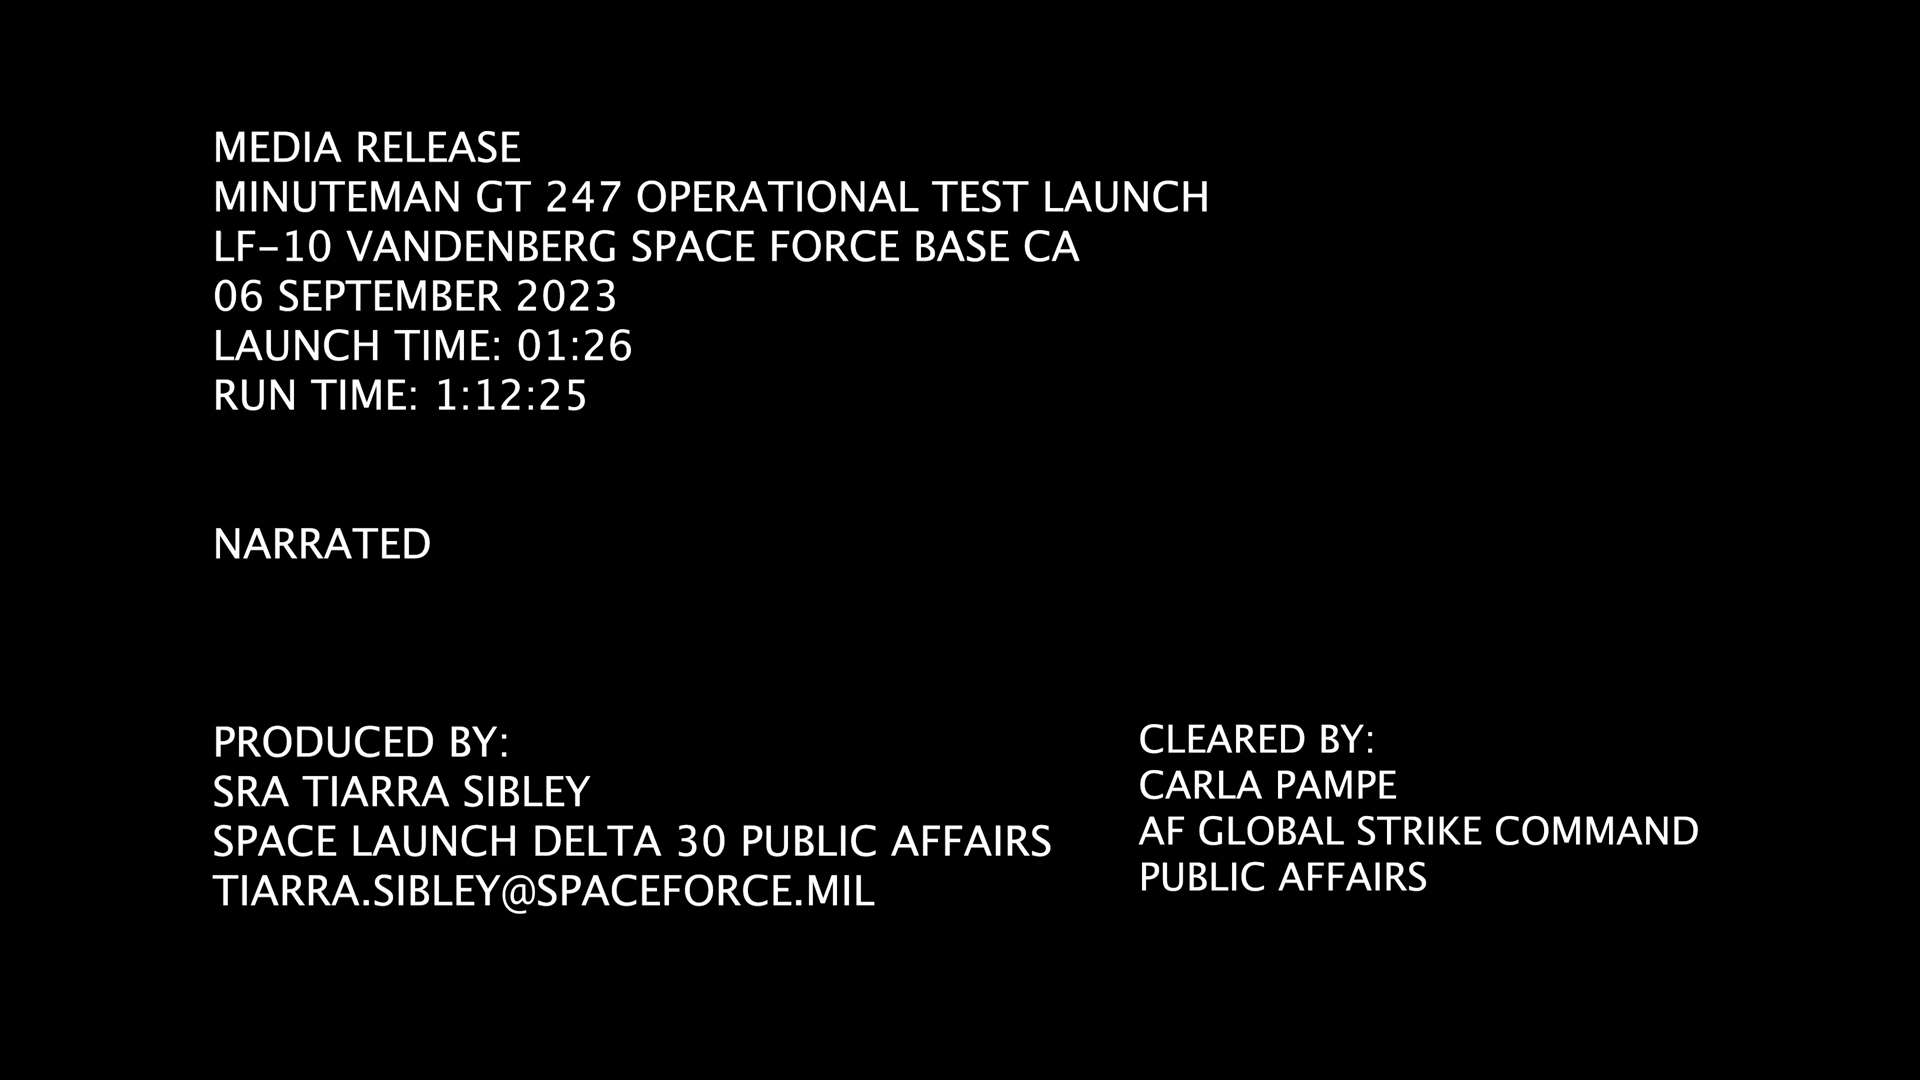 MEDIA RELEASE
MINUTEMAN GT 247 OPERATIONAL TEST LAUNCH
LF-10 VANDENBERG SPACE FORCE BASE CA
06 SEPTEMBER 2023
LAUNCH TIME: 01:26
RUN TIME: 1:12:25
NARRATED
PRODUCED BY:
SRA TIARRA SIBLEY
SPACE LAUNCH DELTA 30 PUBLIC AFFAIRS
TIARRA.SIBLEY@SPACEFORCE.MIL
CLEARED BY:
CARLA PAMPE
AF GLOBAL STRIKE COMMAND
PUBLIC AFFAIRS